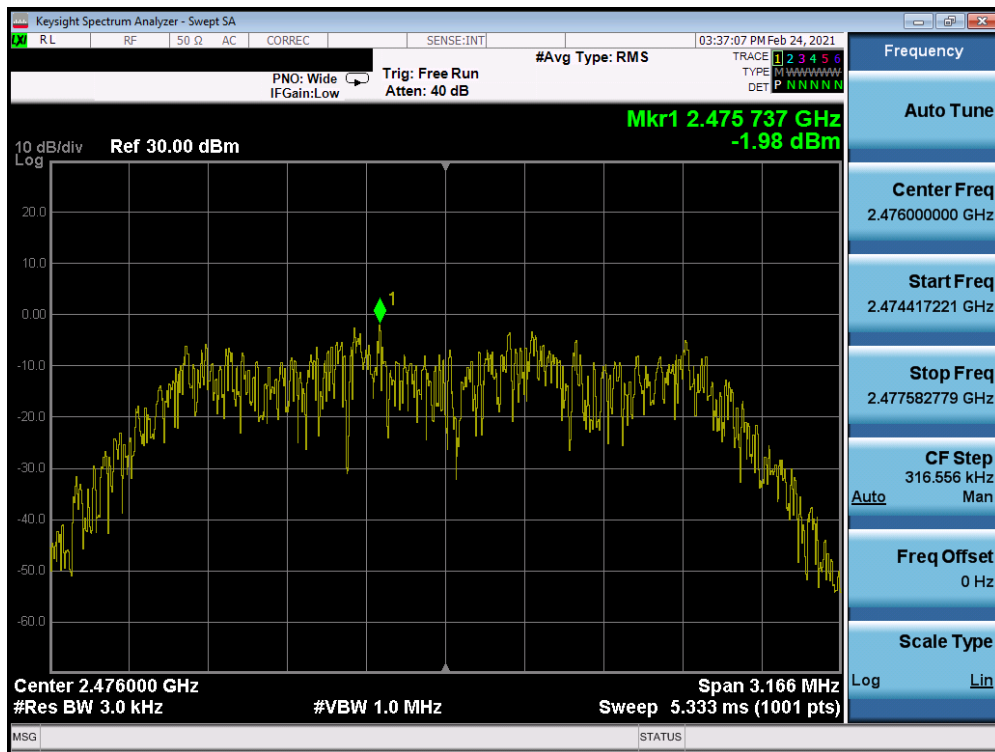 Keysight Spectrum Analyzer - Swept SA
LXI RL RF 50 Ω AC CORREC SENSE:INT 03:37:07 PM Feb 24, 2021
#Avg Type: RMS
TRACE 1 2 3 4 5 6
PNO: Wide Trig: Free Run
TYPE M WWWWW
IFGain:Low Atten: 40 dB
DET P N N N N N
Mkr1 2.475 737 GHz
-1.98 dBm
10 dB/div Ref 30.00 dBm
Log
20.0
10.0
0.00
-10.0
-20.0
-30.0
-40.0
-50.0
-60.0
1
Center 2.476000 GHz Span 3.166 MHz
#Res BW 3.0 kHz #VBW 1.0 MHz Sweep 5.333 ms (1001 pts)
MSG STATUS
Frequency
Auto Tune
Center Freq
2.476000000 GHz
Start Freq
2.474417221 GHz
Stop Freq
2.477582779 GHz
CF Step
316.556 kHz
Auto Man
Freq Offset
0 Hz
Scale Type
Log Lin